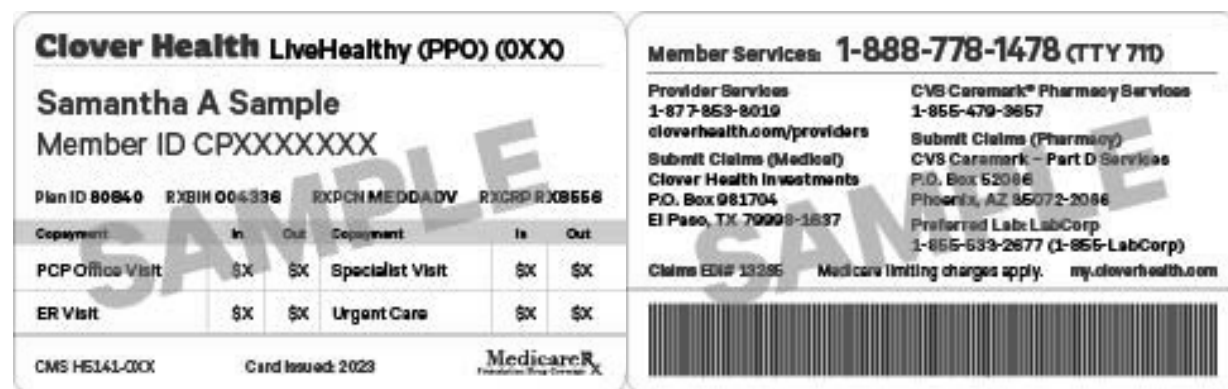 Clover Health LiveHealthy (PPO) (0XX)
Samantha A Sample
Member ID CPXXXXXXX
Plan ID 80840 RXBIN 004336 RXPCN MEDDADV RXGRP RX8556
Copayment In Out Copayment In Out
PCP Office Visit $X $X Specialist Visit $X $X
ER Visit $X $X Urgent Care $X $X
CMS H5141-0XX Card Issued: 2023 MedicareRx
Prescription Drug Coverage
SAMPLE
Member Services: 1-888-778-1478 (TTY 711)
Provider Services
1-877-853-8019
cloverhealth.com/providers
Submit Claims (Medical)
Clover Health Investments
P.O. Box 981704
El Paso, TX 79998-1637
CVS Caremark® Pharmacy Services
1-855-479-3657
Submit Claims (Pharmacy)
CVS Caremark – Part D Services
P.O. Box 52066
Phoenix, AZ 85072-2066
Preferred Lab: LabCorp
1-855-533-2677 (1-855-LabCorp)
Claims EDI# 13285 Medicare limiting charges apply. my.cloverhealth.com
SAMPLE